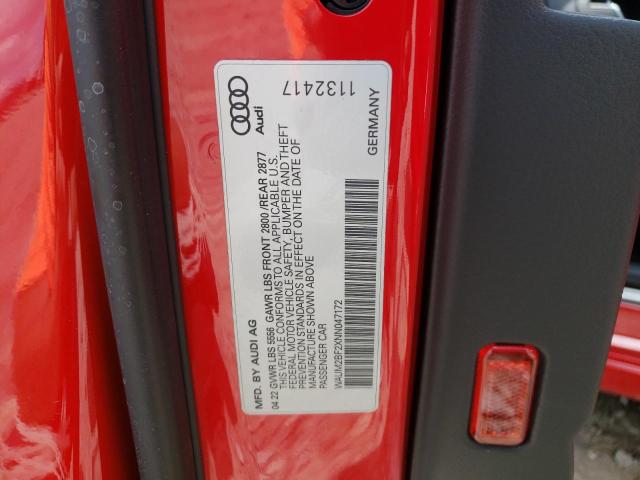 Audi
1132417
MFD. BY AUDI AG
04 22 GVWR LBS 5556 GAWR LBS FRONT 2800/REAR 2877
THIS VEHICLE CONFORMS TO ALL APPLICABLE U.S.
FEDERAL MOTOR VEHICLE SAFETY, BUMPER AND THEFT
PREVENTION STANDARDS IN EFFECT ON THE DATE OF
MANUFACTURE SHOWN ABOVE
PASSENGER CAR
WAUM2BF2XNN047172
GERMANY